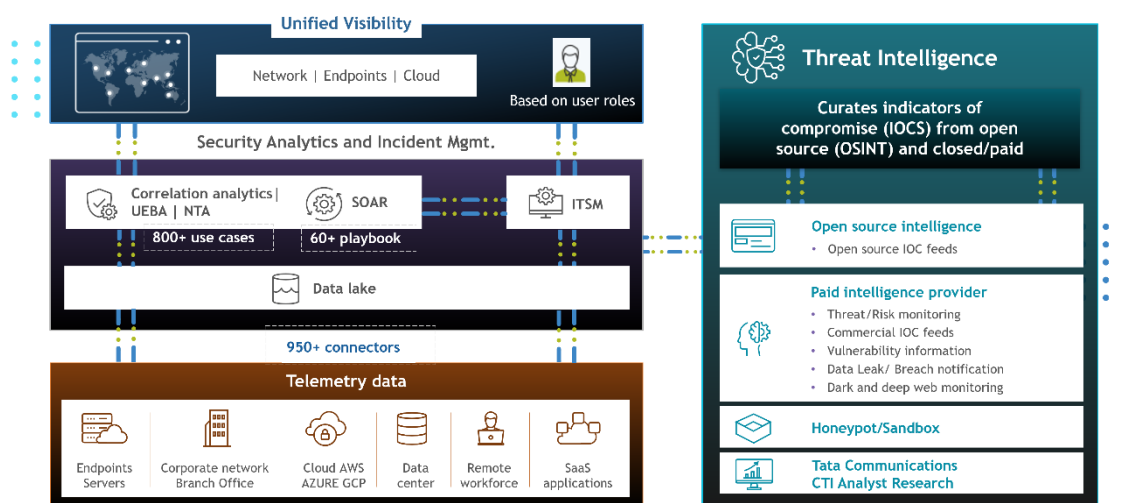 Unified Visibility
Network | Endpoints | Cloud
Based on user roles
Security Analytics and Incident Mgmt.
Correlation analytics|
UEBA | NTA
800+ use cases
SOAR
60+ playbook
ITSM
Data lake
950+ connectors
Telemetry data
Endpoints
Servers
Corporate network
Branch Office
Cloud AWS
AZURE GCP
Data
center
Remote
workforce
SaaS
applications
Threat Intelligence
Curates indicators of
compromise (IOCS) from open
source (OSINT) and closed/paid
Open source intelligence
• Open source IOC feeds
Paid intelligence provider
• Threat/Risk monitoring
• Commercial IOC feeds
• Vulnerability information
• Data Leak/ Breach notification
• Dark and deep web monitoring
Honeypot/Sandbox
Tata Communications
CTI Analyst Research